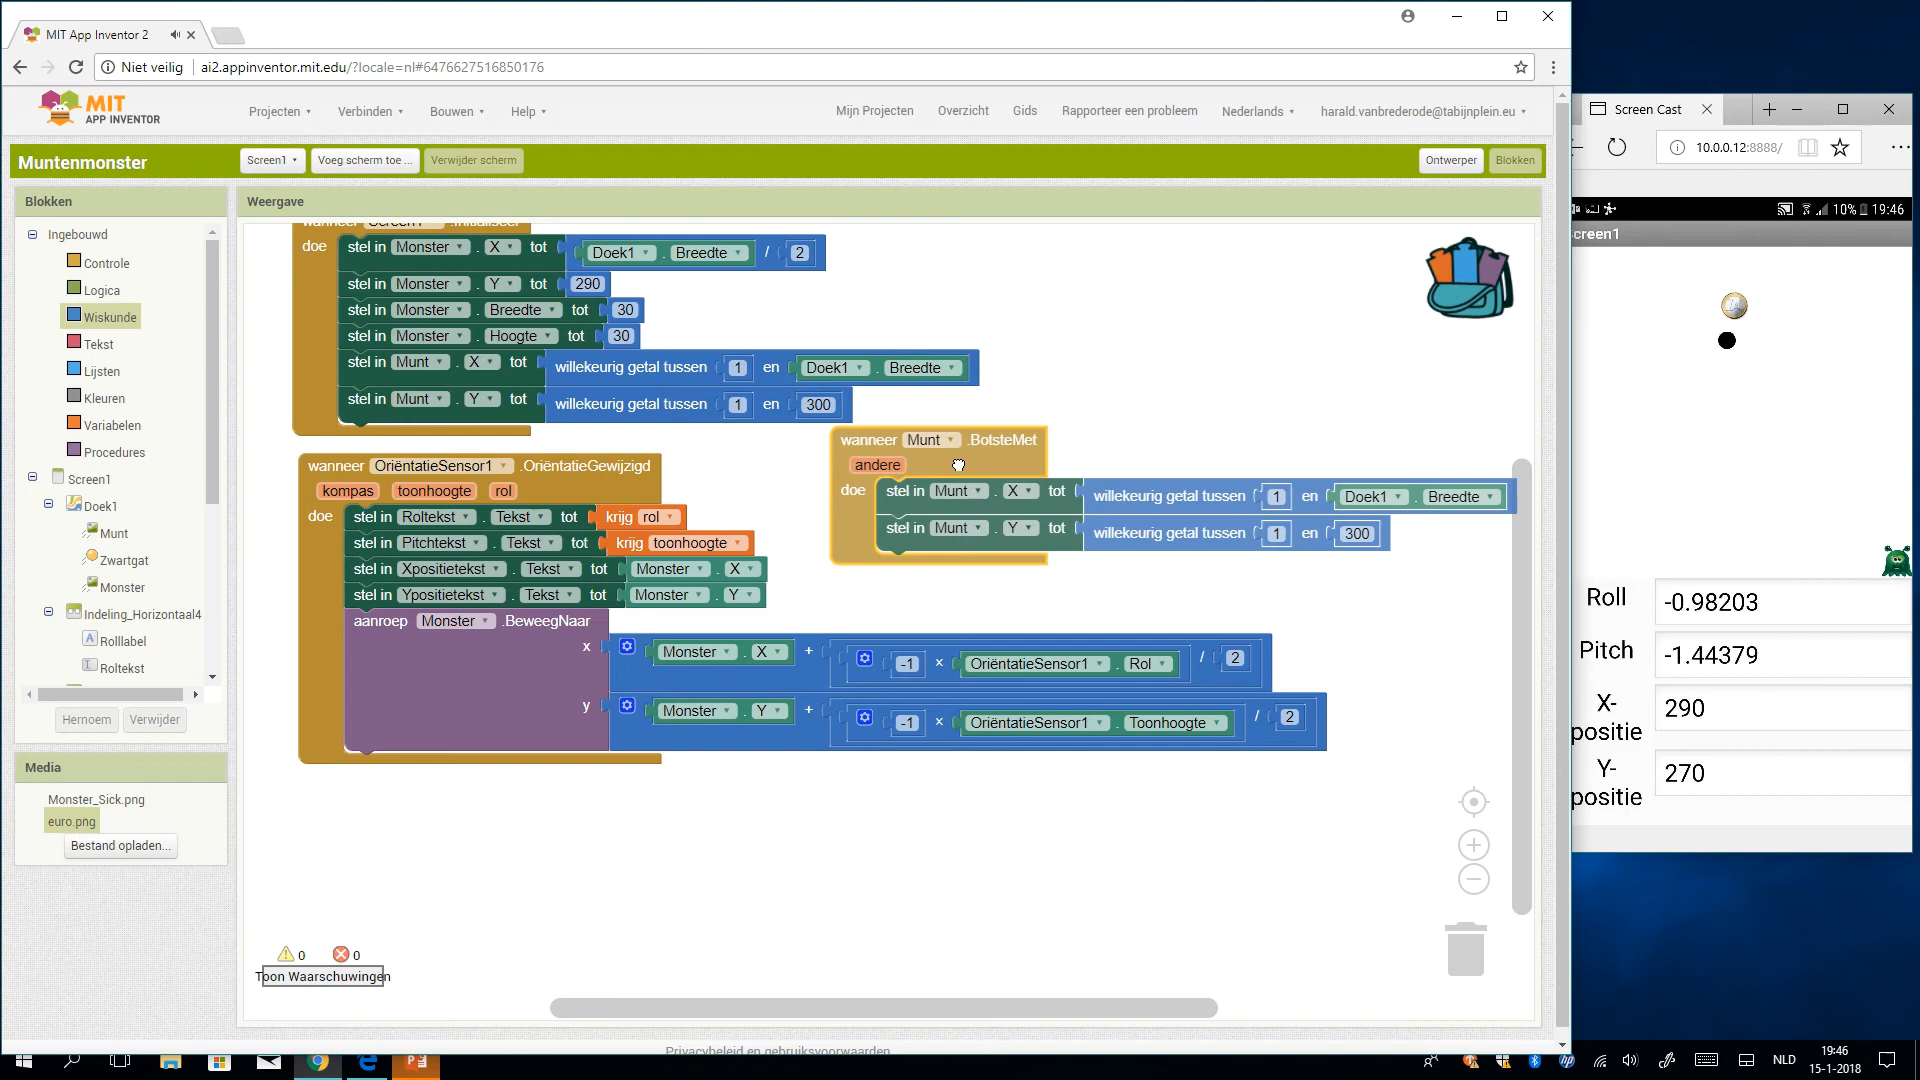 MIT App Inventor 2
Niet veilig
ai2.appinventor.mit.edu/?locale=nl#6476627516850176
MIT
APP INVENTOR
Projecten
Verbinden
Bouwen
Help
Mijn Projecten
Overzicht
Gids
Rapporteer een probleem
Nederlands
harald.vanbrederode@tabijnplein.eu
Muntenmonster
Screen1
Voeg scherm toe ...
Verwijder scherm
Ontwerper
Blokken
Blokken
Ingebouwd
Controle
Logica
Wiskunde
Tekst
Lijsten
Kleuren
Variabelen
Procedures
Screen1
Doek1
Munt
Zwartgat
Monster
Indeling_Horizontaal4
A Rolllabel
Roltekst
Hernoem
Verwijder
Media
Monster_Sick.png
euro.png
Bestand opladen...
Weergave
wanneer Screen1 .Initialiseer
doe stel in Monster . X tot Doek1 . Breedte / 2
stel in Monster . Y tot 290
stel in Monster . Breedte tot 30
stel in Monster . Hoogte tot 30
stel in Munt . X tot willekeurig getal tussen 1 en Doek1 . Breedte
stel in Munt . Y tot willekeurig getal tussen 1 en 300
wanneer Munt .BotsteMet
andere
doe stel in Munt . X tot willekeurig getal tussen 1 en Doek1 . Breedte
stel in Munt . Y tot willekeurig getal tussen 1 en 300
wanneer OriëntatieSensor1 .OriëntatieGewijzigd
kompas toonhoogte rol
doe stel in Roltekst . Tekst tot krijg rol
stel in Pitchtekst . Tekst tot krijg toonhoogte
stel in Xpositietekst . Tekst tot Monster . X
stel in Ypositietekst . Tekst tot Monster . Y
aanroep Monster .BeweegNaar
x Monster . X + -1 × OriëntatieSensor1 . Rol / 2
y Monster . Y + -1 × OriëntatieSensor1 . Toonhoogte / 2
0 0
Toon Waarschuwingen
Privacybeleid en gebruiksvoorwaarden
Screen Cast
10.0.0.12:8888/
10% 19:46
creen1
Roll -0.98203
Pitch -1.44379
X-
positie
290
Y-
positie
270
NLD
19:46
15-1-2018